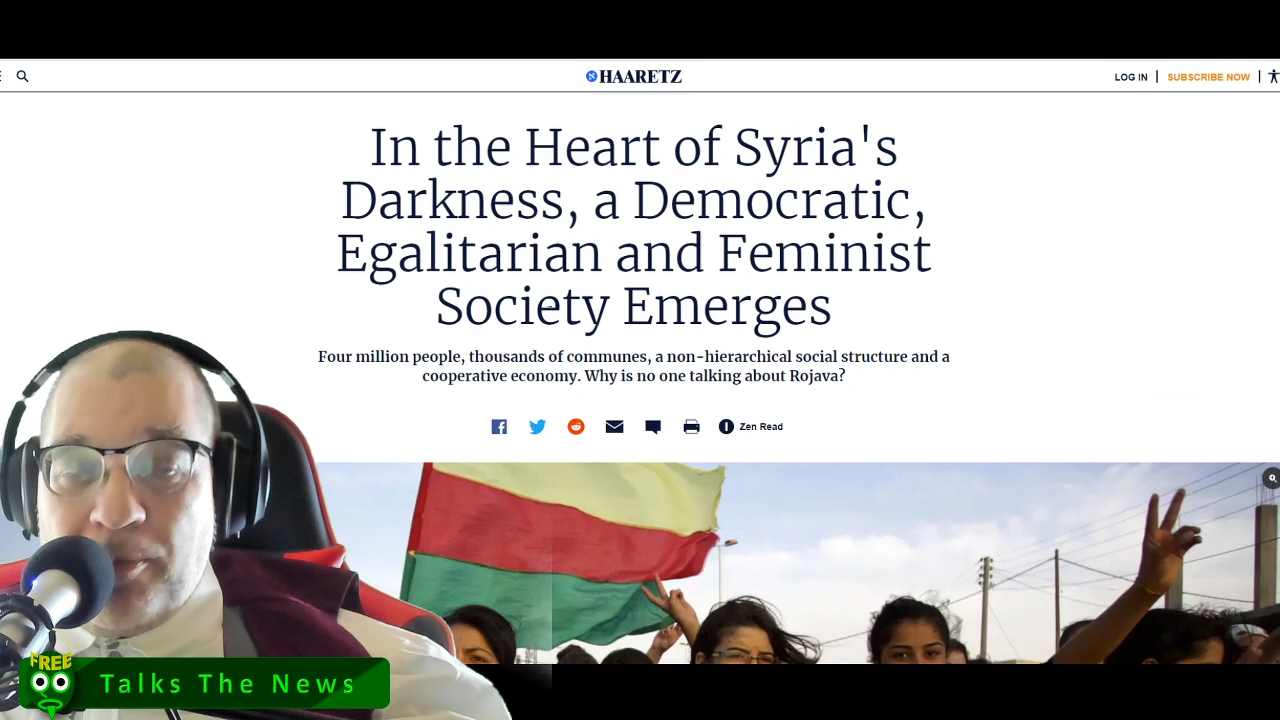 HAARETZ
LOG IN
SUBSCRIBE NOW
In the Heart of Syria's
Darkness, a Democratic,
Egalitarian and Feminist
Society Emerges
Four million people, thousands of communes, a non-hierarchical social structure and a
cooperative economy. Why is no one talking about Rojava?
Zen Read
FREE
Talks The News